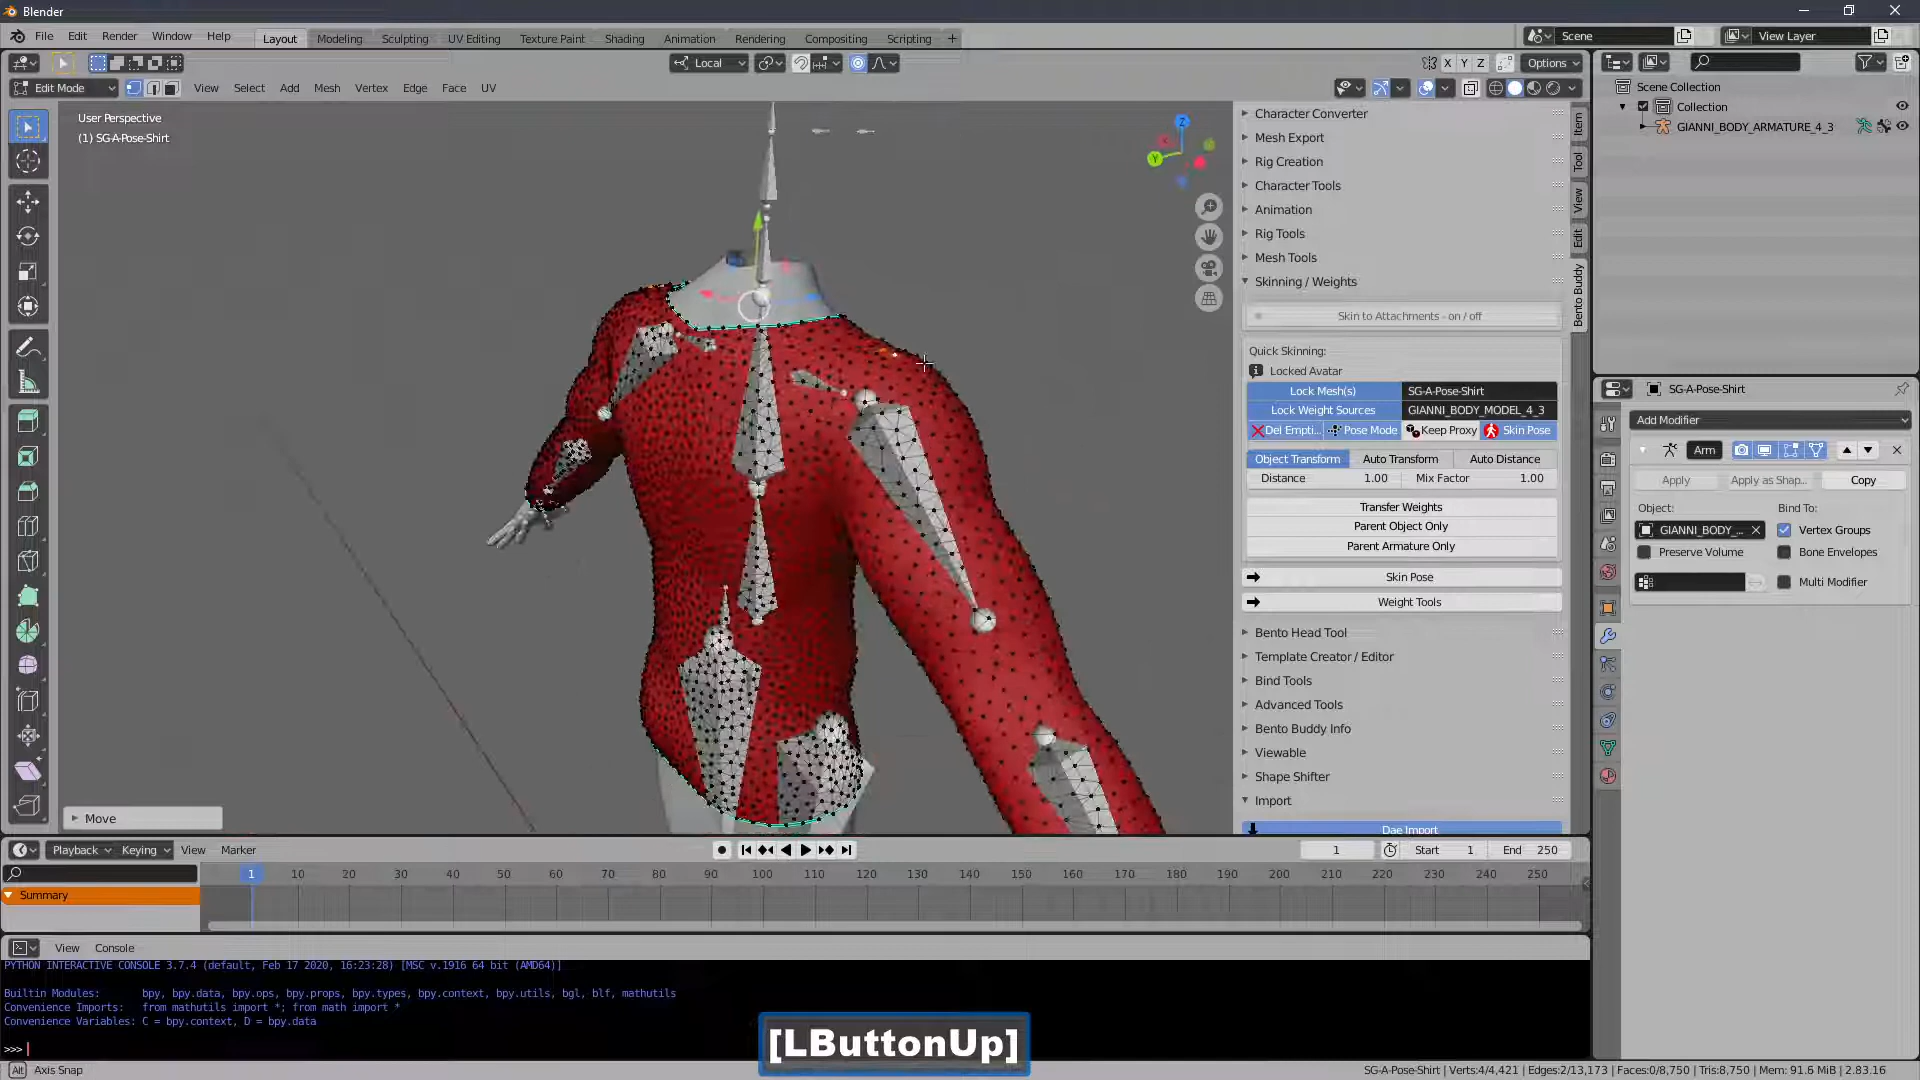 Blender
File Edit Render Window Help
Layout Modeling Sculpting UV Editing Texture Paint Shading Animation Rendering Compositing Scripting +
Scene View Layer
Local X Y Z Options
Edit Mode View Select Add Mesh Vertex Edge Face UV
User Perspective
(1) SG-A-Pose-Shirt
Z
Y
Move
Character Converter
Mesh Export
Rig Creation
Character Tools
Animation
Rig Tools
Mesh Tools
Skinning / Weights
Skin to Attachments - on / off
Quick Skinning:
Locked Avatar
Lock Mesh(s) SG-A-Pose-Shirt
Lock Weight Sources GIANNI_BODY_MODEL_4_3
Del Empti... Pose Mode Keep Proxy Skin Pose
Object Transform Auto Transform Auto Distance
Distance 1.00 Mix Factor 1.00
Transfer Weights
Parent Object Only
Parent Armature Only
Skin Pose
Weight Tools
Bento Head Tool
Template Creator / Editor
Bind Tools
Advanced Tools
Bento Buddy Info
Viewable
Shape Shifter
Import
Dae Import
Item
Tool
View
Edit
Bento Buddy
Scene Collection
Collection
GIANNI_BODY_ARMATURE_4_3
SG-A-Pose-Shirt
Add Modifier
Arm
Apply Apply as Shap... Copy
Object: Bind To:
GIANNI_BODY_... Vertex Groups
Preserve Volume Bone Envelopes
Multi Modifier
Playback Keying View Marker 1 Start 1 End 250
1 10 20 30 40 50 60 70 80 90 100 110 120 130 140 150 160 170 180 190 200 210 220 230 240 250
Summary
View Console
PYTHON INTERACTIVE CONSOLE 3.7.4 (default, Feb 17 2020, 16:23:28) [MSC v.1916 64 bit (AMD64)]
Builtin Modules: bpy, bpy.data, bpy.ops, bpy.props, bpy.types, bpy.context, bpy.utils, bgl, blf, mathutils
Convenience Imports: from mathutils import *; from math import *
Convenience Variables: C = bpy.context, D = bpy.data
>>>
[LButtonUp]
Alt Axis Snap
SG-A-Pose-Shirt | Verts:4/4,421 | Edges:2/13,173 | Faces:0/8,750 | Tris:8,750 | Mem: 91.6 MiB | 2.83.16